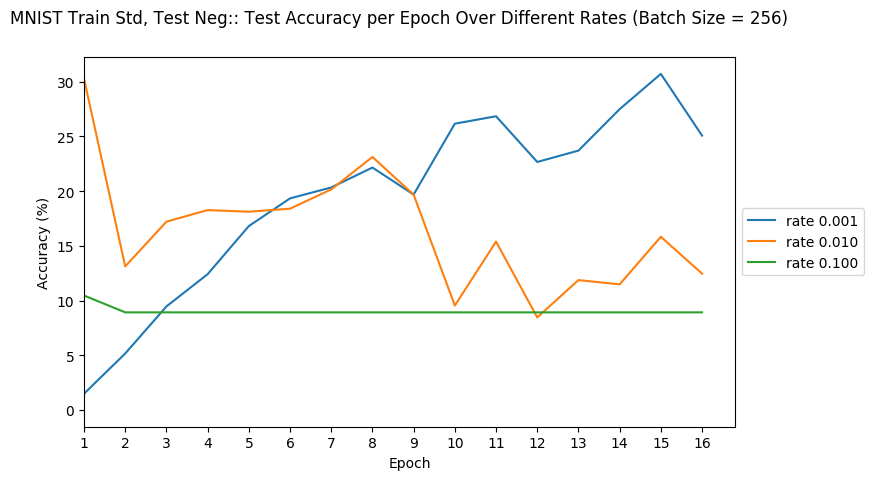 MNIST Train Std, Test Neg:: Test Accuracy per Epoch Over Different Rates (Batch Size = 256)
Accuracy (%)
30
25
20
15
10
5
0
1 2 3 4 5 6 7 8 9 10 11 12 13 14 15 16
Epoch
rate 0.001
rate 0.010
rate 0.100